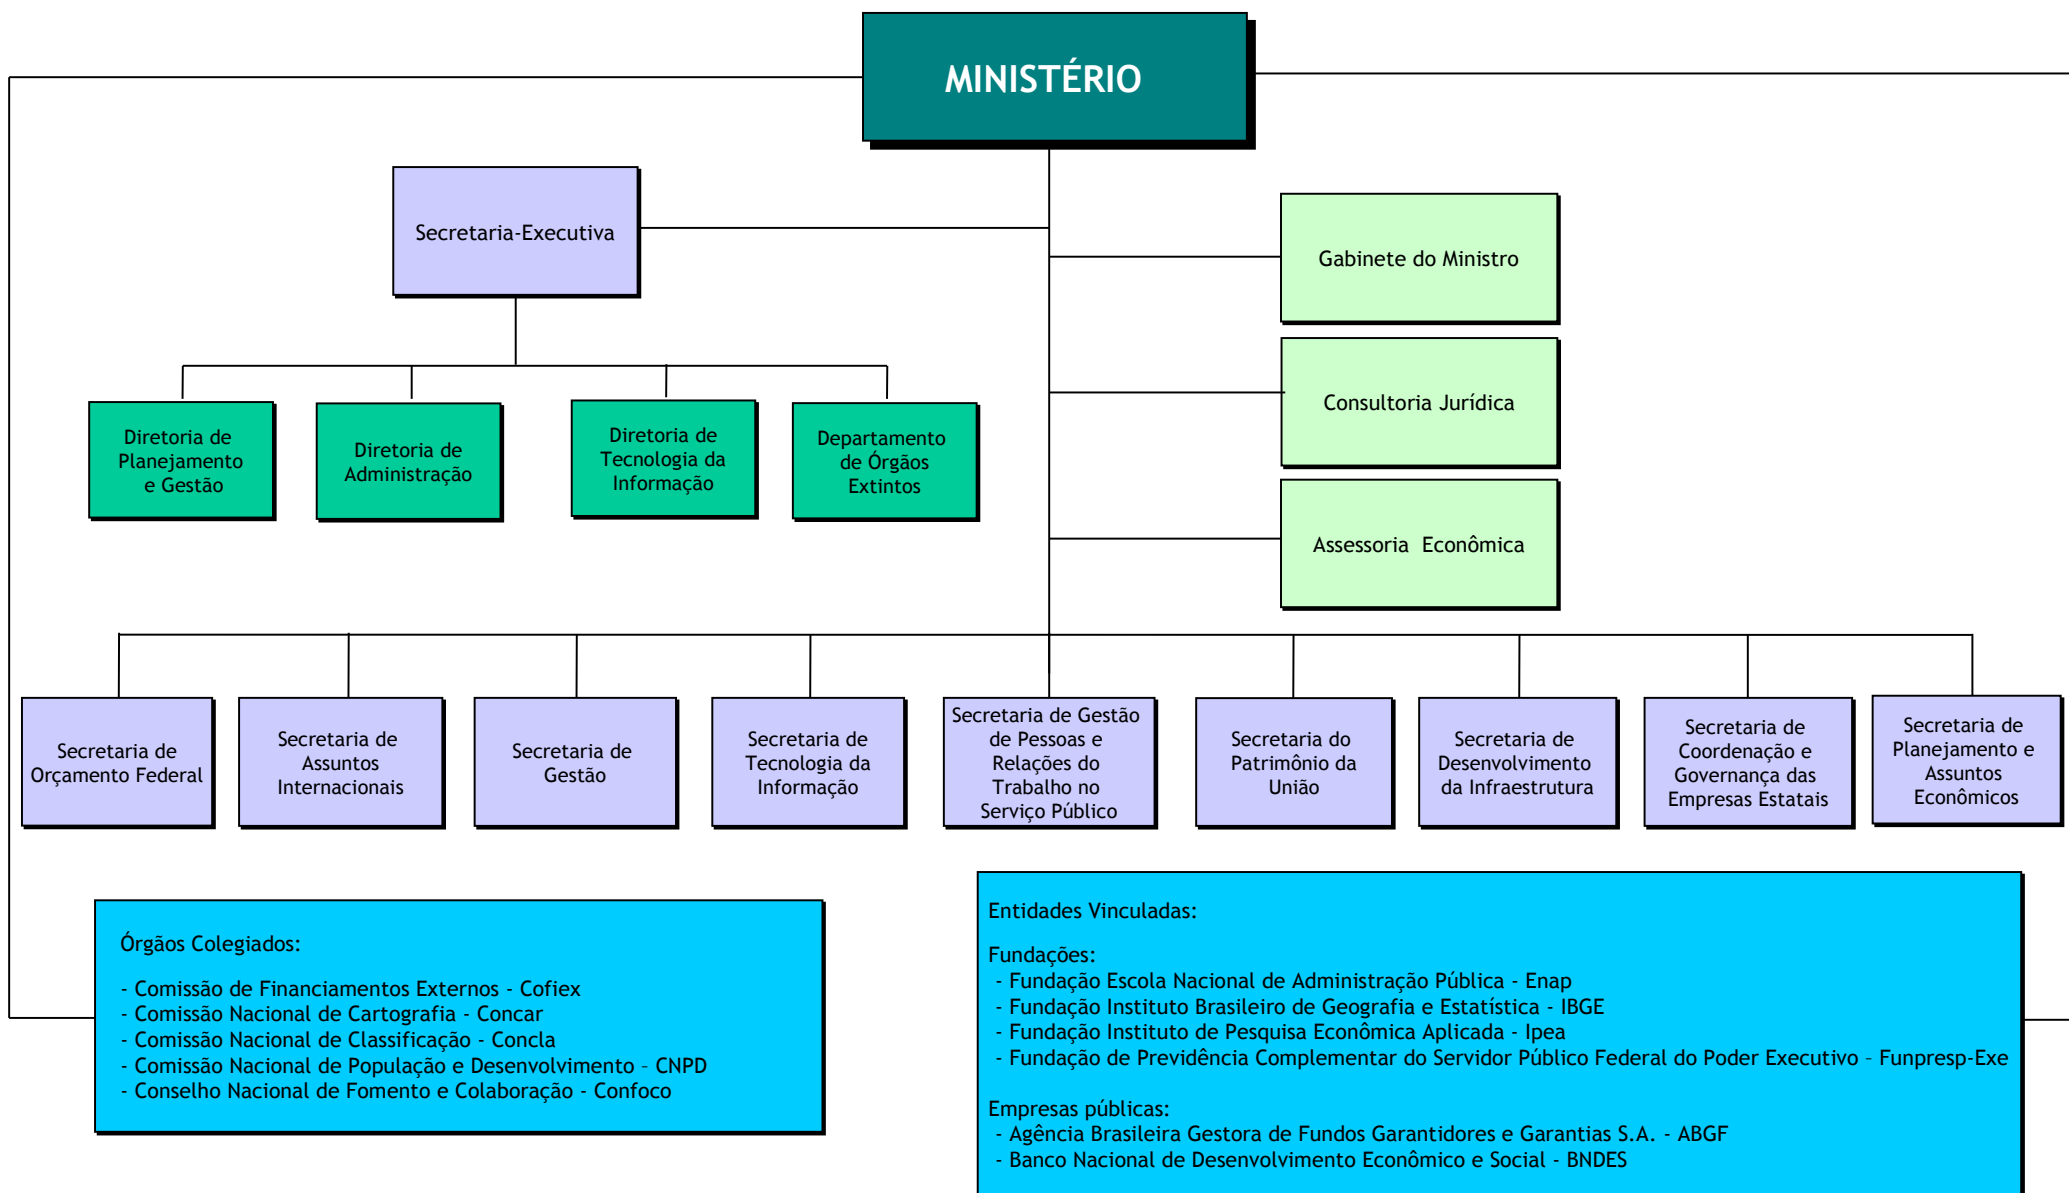 MINISTÉRIO
Secretaria-Executiva
Gabinete do Ministro
Consultoria Jurídica
Assessoria Econômica
Diretoria de
Planejamento
e Gestão
Diretoria de
Administração
Diretoria de
Tecnologia da
Informação
Departamento
de Órgãos
Extintos
Secretaria de
Orçamento Federal
Secretaria de
Assuntos
Internacionais
Secretaria de
Gestão
Secretaria de
Tecnologia da
Informação
Secretaria de Gestão
de Pessoas e
Relações do
Trabalho no
Serviço Público
Secretaria do
Patrimônio da
União
Secretaria de
Desenvolvimento
da Infraestrutura
Secretaria de
Coordenação e
Governança das
Empresas Estatais
Secretaria de
Planejamento e
Assuntos
Econômicos
Órgãos Colegiados:
- Comissão de Financiamentos Externos - Cofiex
- Comissão Nacional de Cartografia - Concar
- Comissão Nacional de Classificação - Concla
- Comissão Nacional de População e Desenvolvimento – CNPD
- Conselho Nacional de Fomento e Colaboração - Confoco
Entidades Vinculadas:
Fundações:
- Fundação Escola Nacional de Administração Pública - Enap
- Fundação Instituto Brasileiro de Geografia e Estatística - IBGE
- Fundação Instituto de Pesquisa Econômica Aplicada - Ipea
- Fundação de Previdência Complementar do Servidor Público Federal do Poder Executivo – Funpresp-Exe
Empresas públicas:
- Agência Brasileira Gestora de Fundos Garantidores e Garantias S.A. - ABGF
- Banco Nacional de Desenvolvimento Econômico e Social - BNDES